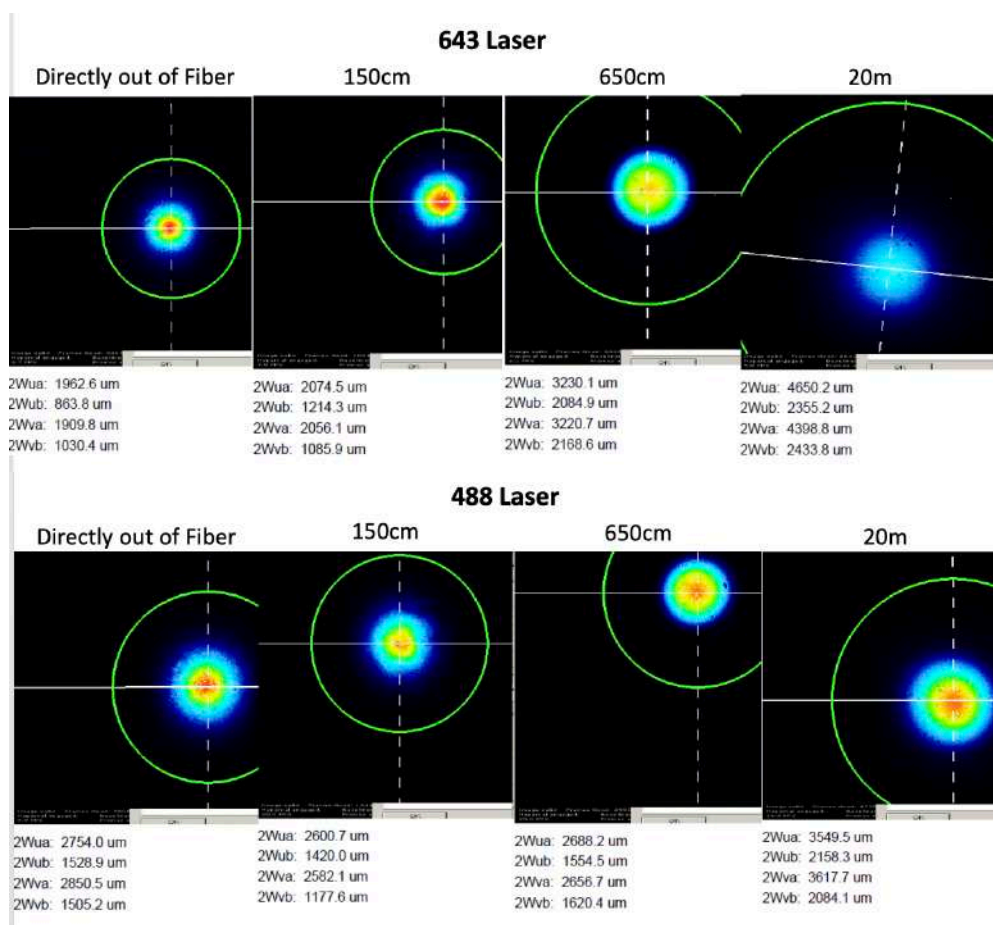 643 Laser
Directly out of Fiber
150cm
650cm
20m
2Wua: 1962.6 um
2Wub: 863.8 um
2Wva: 1909.8 um
2Wvb: 1030.4 um
2Wua: 2074.5 um
2Wub: 1214.3 um
2Wva: 2056.1 um
2Wvb: 1085.9 um
2Wua: 3230.1 um
2Wub: 2084.9 um
2Wva: 3220.7 um
2Wvb: 2168.6 um
2Wua: 4650.2 um
2Wub: 2355.2 um
2Wva: 4398.8 um
2Wvb: 2433.8 um
488 Laser
Directly out of Fiber
150cm
650cm
20m
2Wua: 2754.0 um
2Wub: 1528.9 um
2Wva: 2850.5 um
2Wvb: 1505.2 um
2Wua: 2600.7 um
2Wub: 1420.0 um
2Wva: 2582.1 um
2Wvb: 1177.6 um
2Wua: 2688.2 um
2Wub: 1554.5 um
2Wva: 2656.7 um
2Wvb: 1620.4 um
2Wua: 3549.5 um
2Wub: 2158.3 um
2Wva: 3617.7 um
2Wvb: 2084.1 um